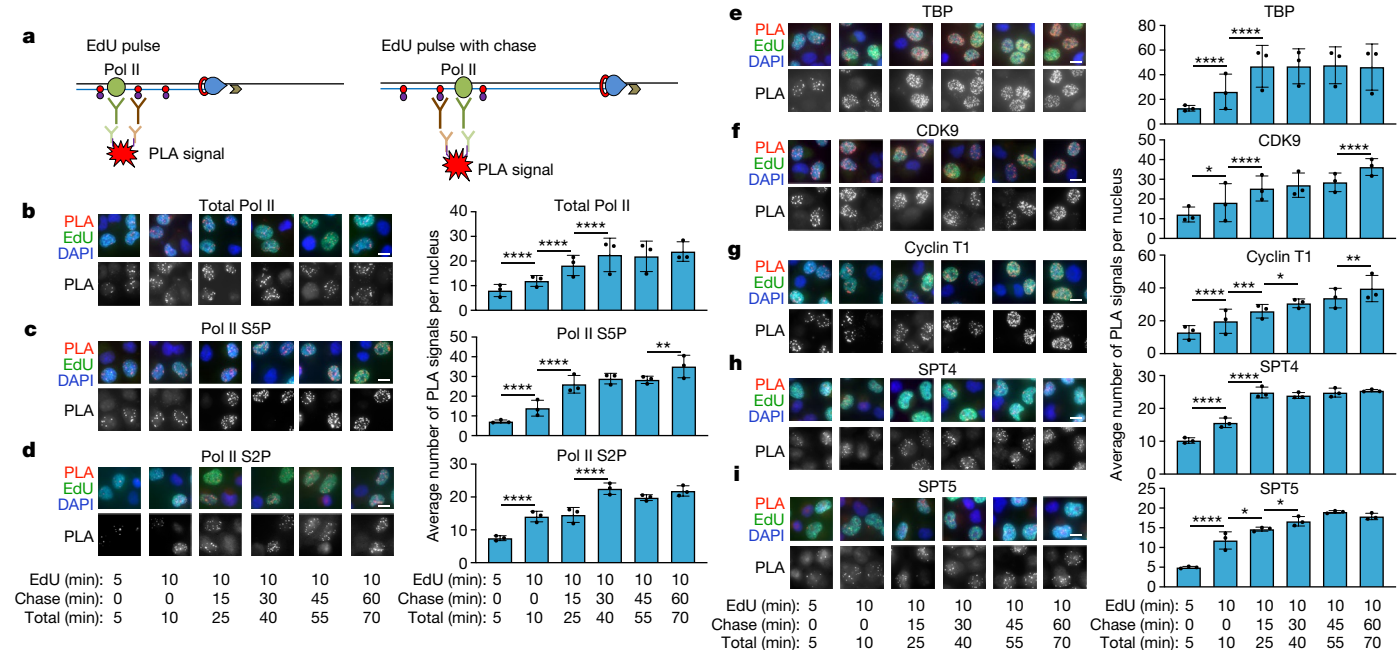 a
EdU pulse
Pol II
PLA signal
EdU pulse with chase
Pol II
PLA signal
b
Total Pol II
PLA
EdU
DAPI
PLA
Total Pol II
40
30
20
10
0
****
****
****
c
Pol II S5P
PLA
EdU
DAPI
PLA
Pol II S5P
50
40
30
20
10
0
****
****
**
d
Pol II S2P
PLA
EdU
DAPI
PLA
Pol II S2P
30
20
10
0
****
****
Average number of PLA signals per nucleus
EdU (min): 5 10 10 10 10 10
Chase (min): 0 0 15 30 45 60
Total (min): 5 10 25 40 55 70
EdU (min): 5 10 10 10 10 10
Chase (min): 0 0 15 30 45 60
Total (min): 5 10 25 40 55 70
e
TBP
PLA
EdU
DAPI
PLA
TBP
80
60
40
20
0
****
****
f
CDK9
PLA
EdU
DAPI
PLA
CDK9
50
40
30
20
10
0
*
****
****
g
Cyclin T1
PLA
EdU
DAPI
PLA
Cyclin T1
60
40
20
0
****
***
*
**
h
SPT4
PLA
EdU
DAPI
PLA
SPT4
30
20
10
0
****
****
i
SPT5
PLA
EdU
DAPI
PLA
SPT5
25
20
15
10
5
0
****
*
*
Average number of PLA signals per nucleus
EdU (min): 5 10 10 10 10 10
Chase (min): 0 0 15 30 45 60
Total (min): 5 10 25 40 55 70
EdU (min): 5 10 10 10 10 10
Chase (min): 0 0 15 30 45 60
Total (min): 5 10 25 40 55 70